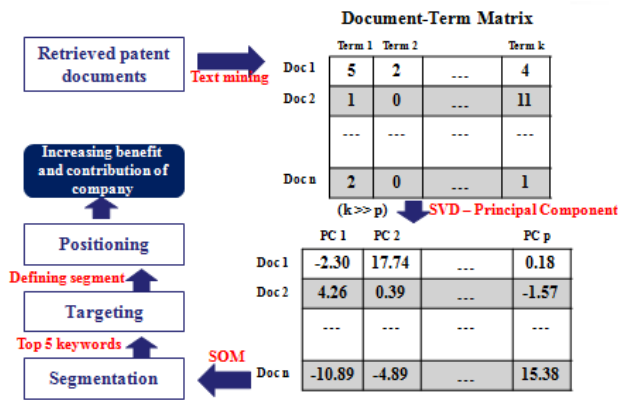 Document-Term Matrix
Retrieved patent
documents
Text mining
Term 1 Term 2 Term k
Doc 1 5 2 --- 4
Doc 2 1 0 --- 11
--- --- ---
Doc n 2 0 --- 1
(k >> p) SVD – Principal Component
Increasing benefit
and contribution of
company
Positioning
Defining segment
Targeting
Top 5 keywords
Segmentation
SOM
PC 1 PC 2 PC p
Doc 1 -2.30 17.74 --- 0.18
Doc 2 4.26 0.39 --- -1.57
--- --- ---
Doc n -10.89 -4.89 --- 15.38